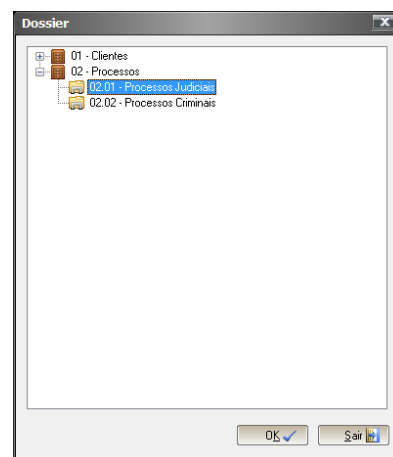 Dossier
01 - Clientes
02 - Processos
02.01 - Processos Judiciais
02.02 - Processos Criminais
OK
Sair